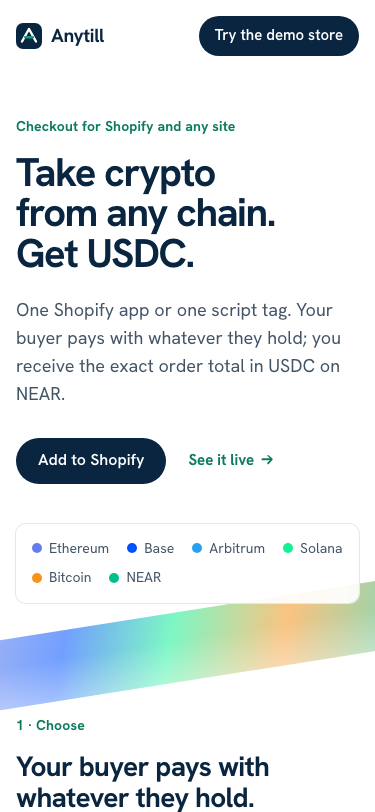 Anytill
Try the demo store
Checkout for Shopify and any site
Take crypto
from any chain.
Get USDC.
One Shopify app or one script tag. Your
buyer pays with whatever they hold; you
receive the exact order total in USDC on
NEAR.
Add to Shopify
See it live →
Ethereum
Base
Arbitrum
Solana
Bitcoin
NEAR
1 · Choose
Your buyer pays with
whatever they hold.